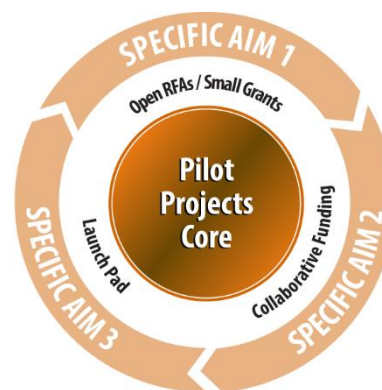 SPECIFIC AIM 1
Open RFAs / Small Grants
Pilot
Projects
Core
SPECIFIC AIM 2
Collaborative Funding
SPECIFIC AIM 3
Launch Pad